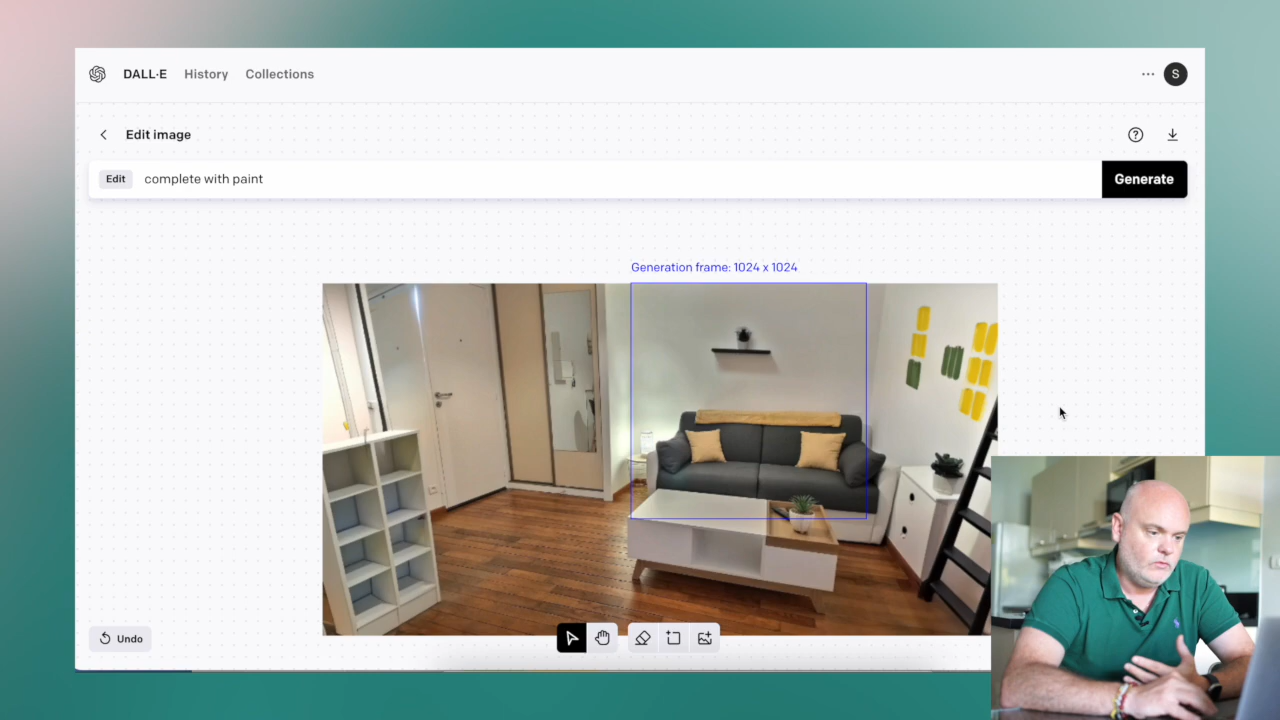 DALL·E History Collections
S
Edit image
Edit complete with paint
Generate
Generation frame: 1024 x 1024
Undo